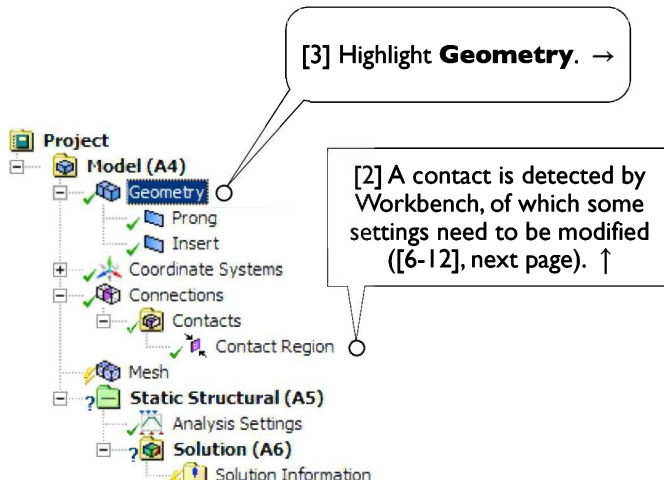 [3] Highlight Geometry. →
Project
Model (A4)
Geometry
Prong
Insert
Coordinate Systems
Connections
Contacts
Contact Region
Mesh
Static Structural (A5)
Analysis Settings
Solution (A6)
Solution Information
[2] A contact is detected by
Workbench, of which some
settings need to be modified
([6-12], next page). ↑